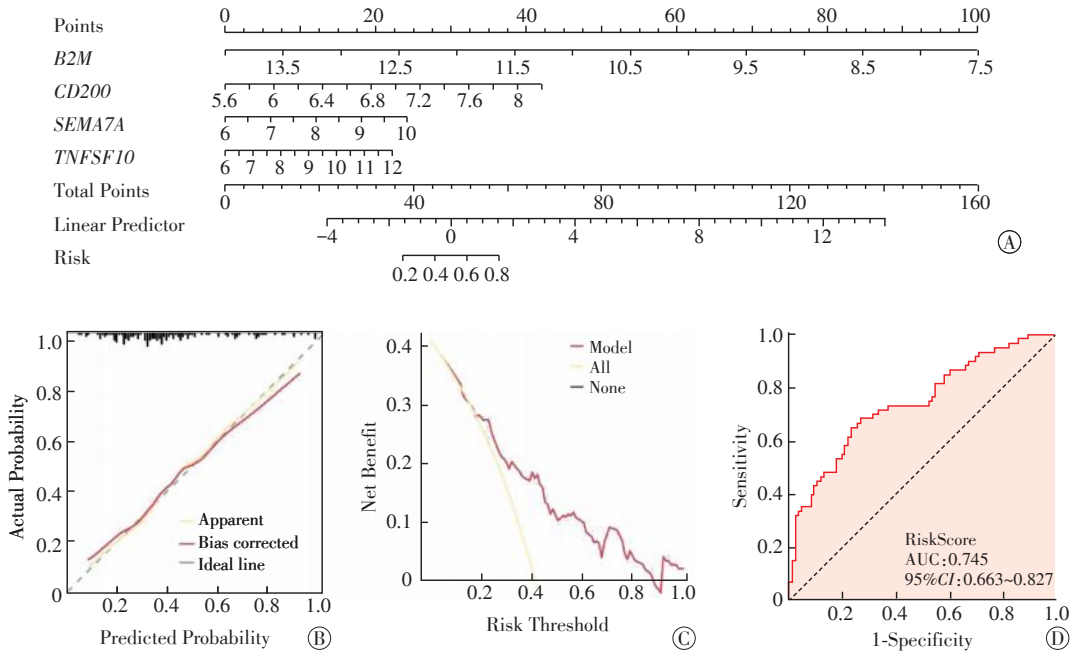 Points 0 20 40 60 80 100
B2M 13.5 12.5 11.5 10.5 9.5 8.5 7.5
CD200 5.6 6 6.4 6.8 7.2 7.6 8
SEMA7A 6 7 8 9 10
TNFSF10 6 7 8 9 10 11 12
Total Points 0 40 80 120 160
Linear Predictor −4 0 4 8 12
Risk 0.2 0.4 0.6 0.8
A
Actual Probability
1.0
0.8
0.6
0.4
0.2
0
Apparent
Bias corrected
Ideal line
0.2 0.4 0.6 0.8 1.0
Predicted Probability
B
Net Benefit
0.4
0.3
0.2
0.1
0
Model
All
None
0.2 0.4 0.6 0.8 1.0
Risk Threshold
C
Sensitivity
1.0
0.8
0.6
0.4
0.2
0
RiskScore
AUC:0.745
95%CI:0.663~0.827
0.2 0.4 0.6 0.8 1.0
1-Specificity
D